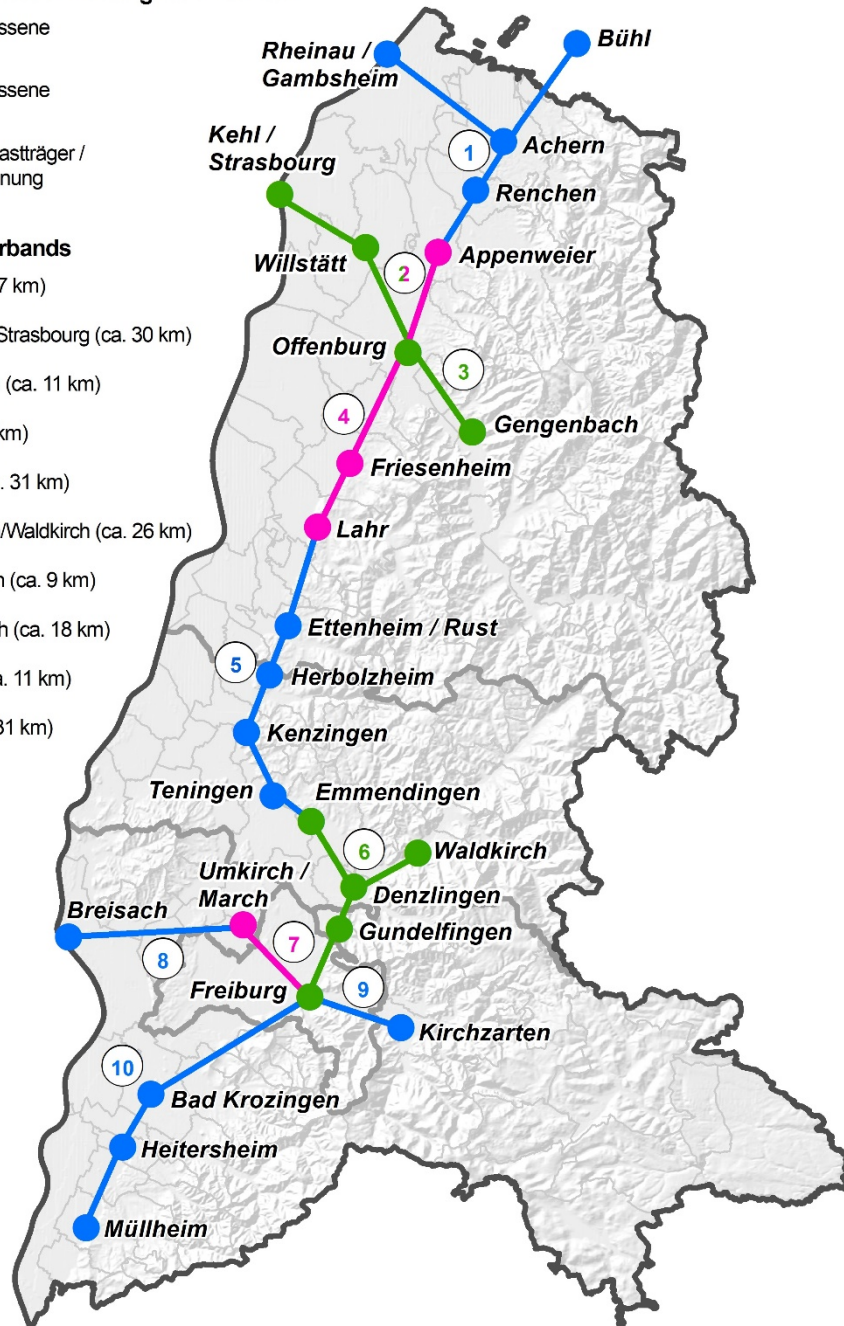 ssene
ssene
astträger /
nung
rbands
7 km)
Strasbourg (ca. 30 km)
(ca. 11 km)
km)
. 31 km)
/Waldkirch (ca. 26 km)
n (ca. 9 km)
h (ca. 18 km)
a. 11 km)
31 km)
Rheinau /
Gambsheim
Bühl
Kehl /
Strasbourg
1
Achern
Renchen
Willstätt
2
Appenweier
Offenburg
3
4
Gengenbach
Friesenheim
Lahr
Ettenheim / Rust
5
Herbolzheim
Kenzingen
Teningen
Emmendingen
6
Waldkirch
Umkirch /
March
Denzlingen
Breisach
Gundelfingen
7
8
Freiburg
9
Kirchzarten
10
Bad Krozingen
Heitersheim
Müllheim